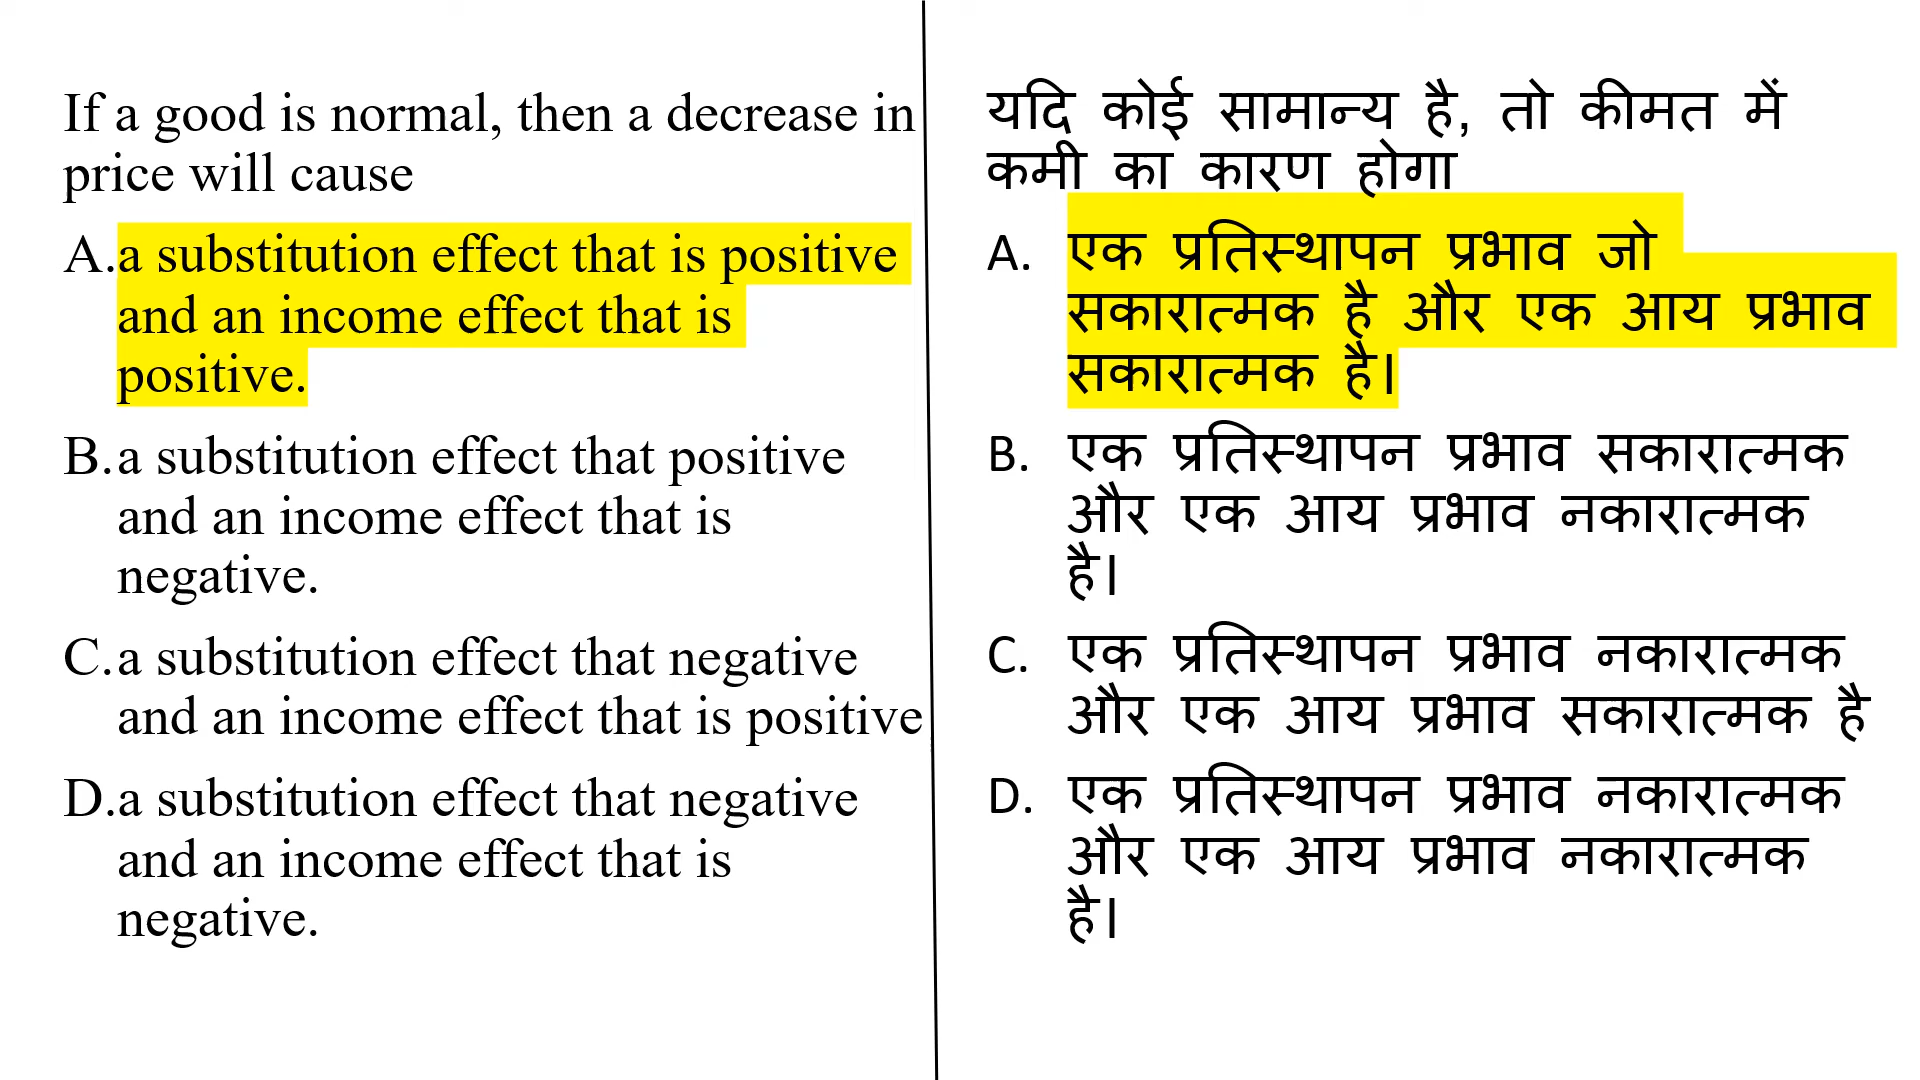 If a good is normal, then a decrease in
price will cause
A.a substitution effect that is positive
and an income effect that is
positive.
B.a substitution effect that positive
and an income effect that is
negative.
C.a substitution effect that negative
and an income effect that is positive
D.a substitution effect that negative
and an income effect that is
negative.
यदि कोई सामान्य है, तो कीमत में
कमी का कारण होगा
A. एक प्रतिस्थापन प्रभाव जो
सकारात्मक है और एक आय प्रभाव
सकारात्मक है।
B. एक प्रतिस्थापन प्रभाव सकारात्मक
और एक आय प्रभाव नकारात्मक
है।
C. एक प्रतिस्थापन प्रभाव नकारात्मक
और एक आय प्रभाव सकारात्मक है
D. एक प्रतिस्थापन प्रभाव नकारात्मक
और एक आय प्रभाव नकारात्मक
है।